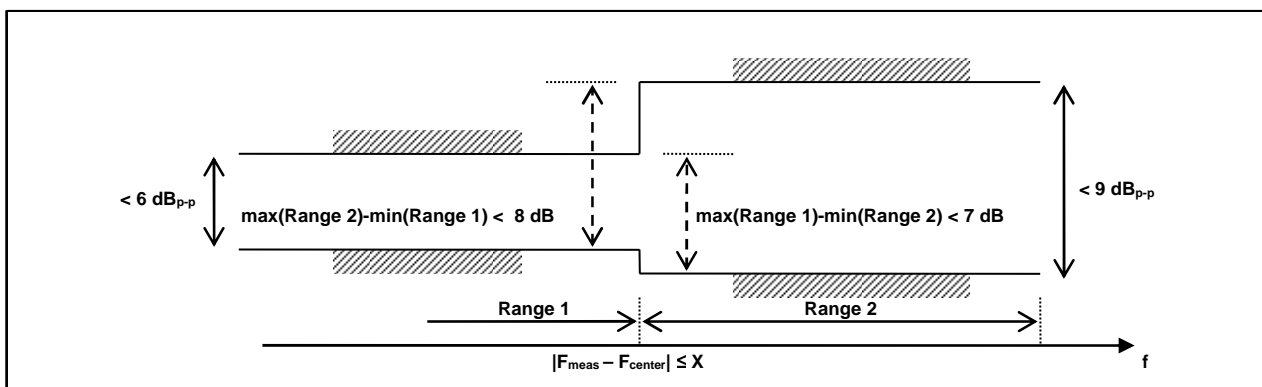 < 6 dBp-p
max(Range 2)-min(Range 1) < 8 dB
max(Range 1)-min(Range 2) < 7 dB
< 9 dBp-p
Range 1
Range 2
|Fmeas – Fcenter| ≤ X
f